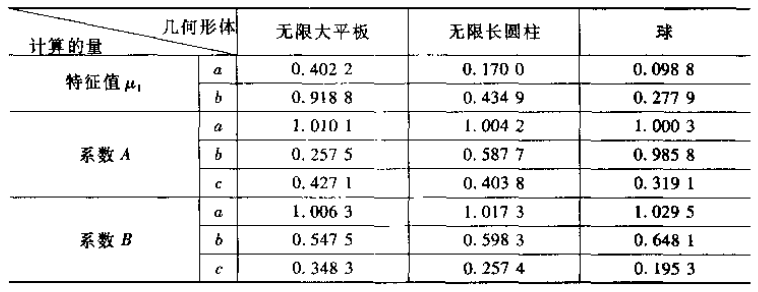 几何形体 无限大平板 无限长圆柱 球
计算的量
特征值 μ₁ a 0.402 2 0.170 0 0.098 8
b 0.918 8 0.434 9 0.277 9
系数 A a 1.010 1 1.004 2 1.000 3
b 0.257 5 0.587 7 0.985 8
c 0.427 1 0.403 8 0.319 1
系数 B a 1.006 3 1.017 3 1.029 5
b 0.547 5 0.598 3 0.648 1
c 0.348 3 0.257 4 0.195 3